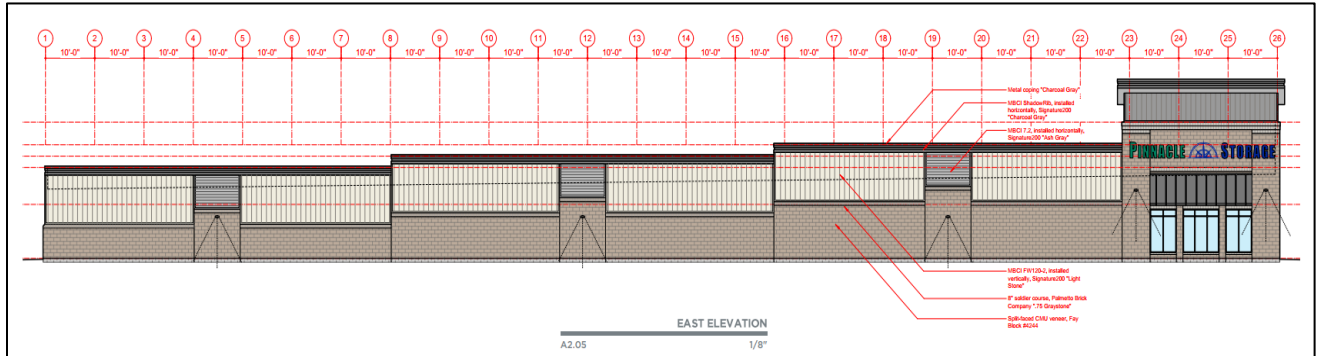 1 2 3 4 5 6 7 8 9 10 11 12 13 14 15 16 17 18 19 20 21 22 23 24 25 26
10'-0" 10'-0" 10'-0" 10'-0" 10'-0" 10'-0" 10'-0" 10'-0" 10'-0" 10'-0" 10'-0" 10'-0" 10'-0" 10'-0" 10'-0" 10'-0" 10'-0" 10'-0" 10'-0" 10'-0" 10'-0" 10'-0" 10'-0" 10'-0" 10'-0"
Metal coping "Charcoal Gray"
MBCI ShadowRib, installed
horizontally, Signature200
"Charcoal Gray"
MBCI 7.2, installed horizontally,
Signature200 "Ash Gray"
PINNACLE STORAGE
MBCI FW120-2, installed
vertically, Signature200 "Light
Stone"
8" soldier course, Palmetto Brick
Company ".75 Graystone"
Split-faced CMU veneer, Fay
Block #4244
EAST ELEVATION
A2.05 1/8"